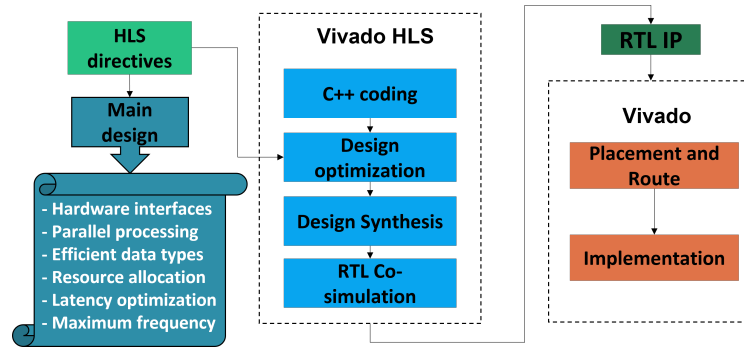 HLS
directives
Main
design
- Hardware interfaces
- Parallel processing
- Efficient data types
- Resource allocation
- Latency optimization
- Maximum frequency
Vivado HLS
C++ coding
Design
optimization
Design Synthesis
RTL Co-
simulation
RTL IP
Vivado
Placement and
Route
Implementation